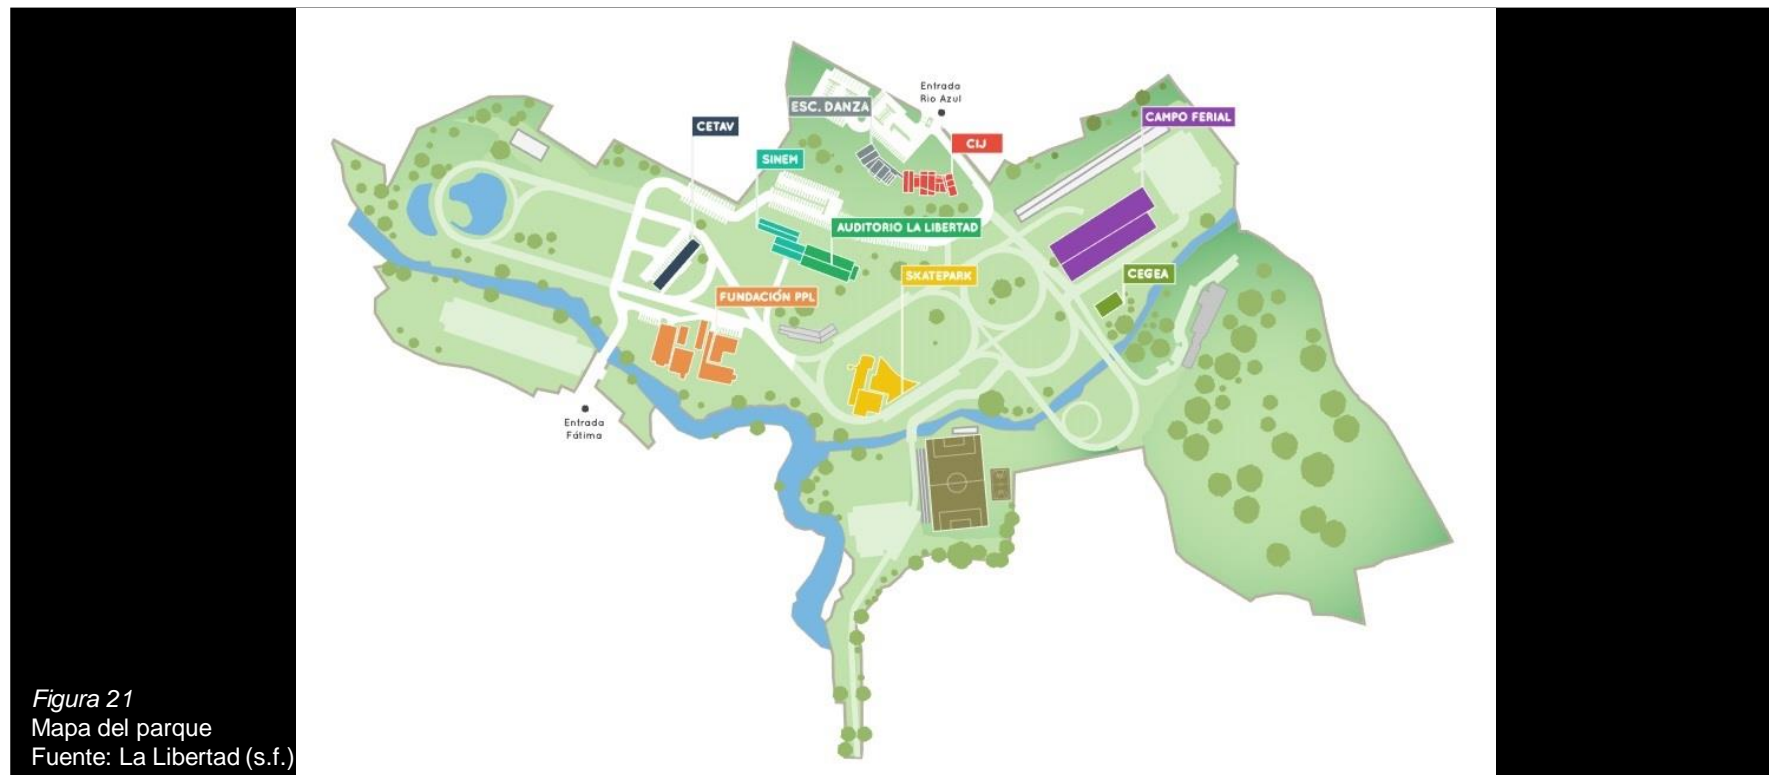 Entrada
Rio Azul
ESC. DANZA
CAMPO FERIAL
CETAV
CIJ
SINEM
AUDITORIO LA LIBERTAD
SKATEPARK
CEGEA
FUNDACIÓN PPL
Entrada
Fátima
Figura 21
Mapa del parque
Fuente: La Libertad (s.f.)